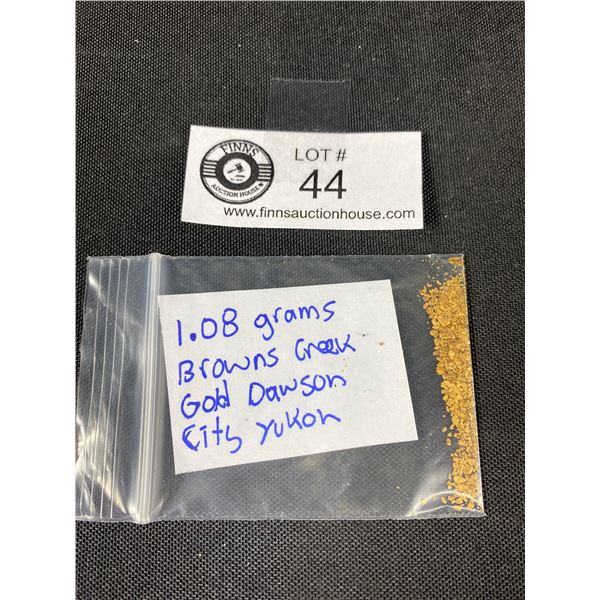 FINNS
AUCTION HOUSE
LOT #
44
www.finnsauctionhouse.com
1.08 grams
Browns Creek
Gold Dawson
City Yukon